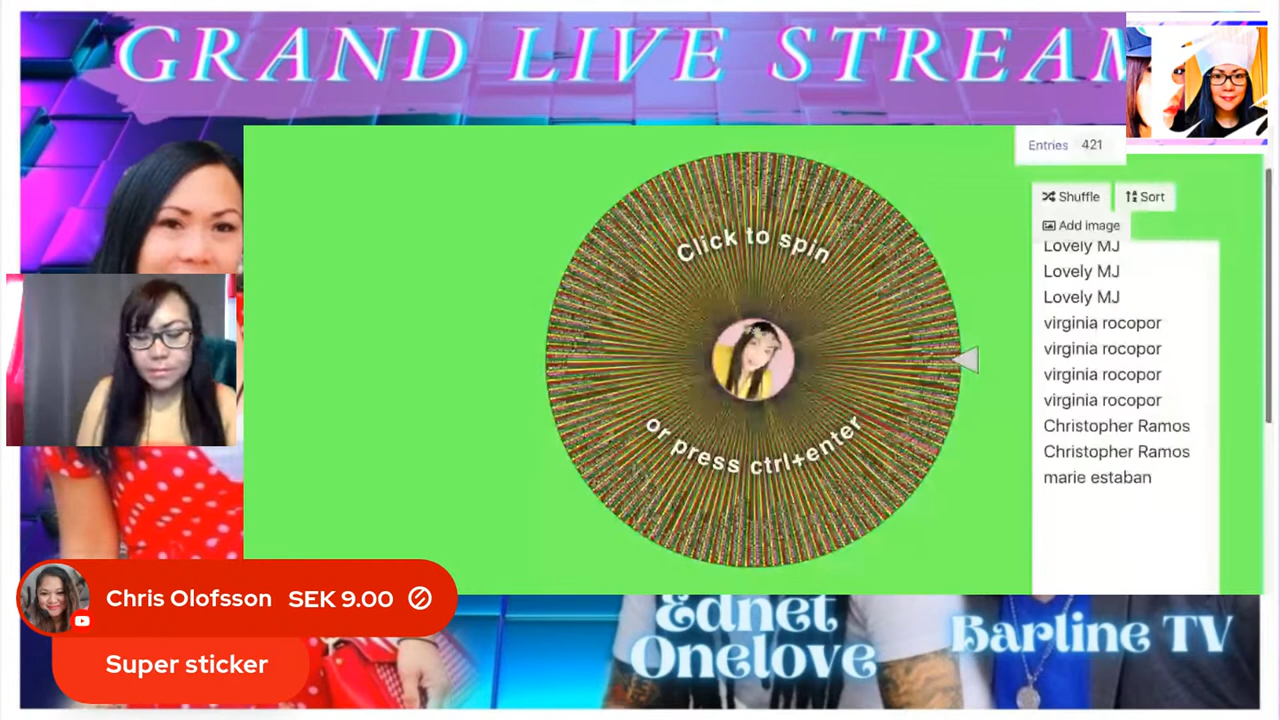 GRAND LIVE STREAM
Entries 421
Shuffle
Sort
Add image
Lovely MJ
Lovely MJ
Lovely MJ
virginia rocopor
virginia rocopor
virginia rocopor
virginia rocopor
Christopher Ramos
Christopher Ramos
marie estaban
Click to spin
or press ctrl+enter
Chris Olofsson SEK 9.00
Super sticker
Ednet
Onelove
Barline TV